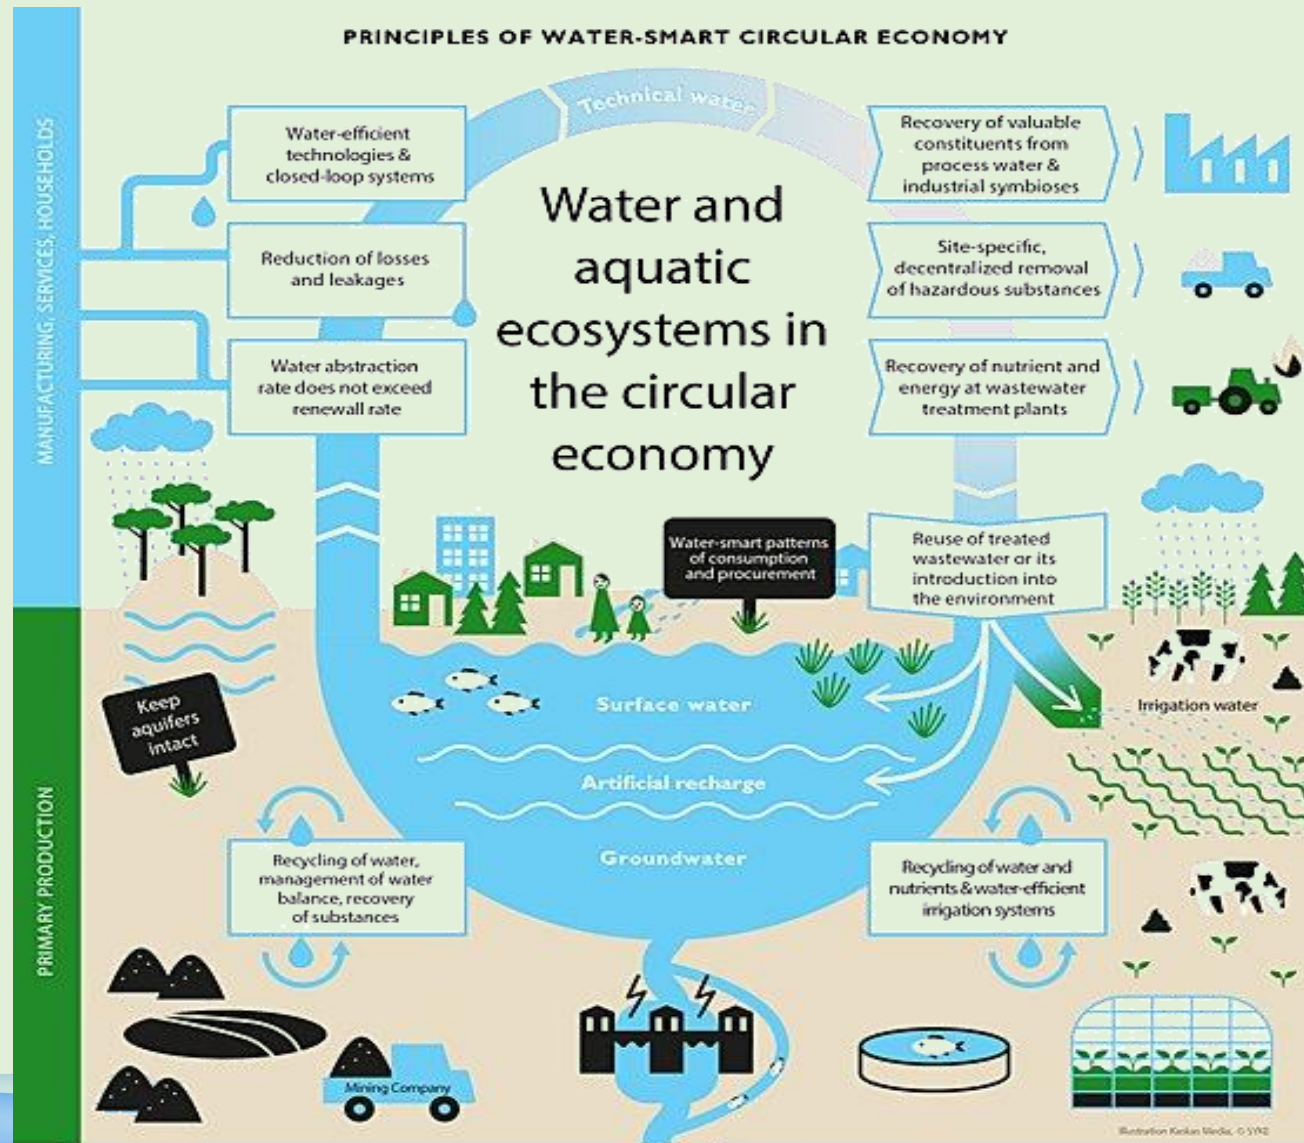 PRINCIPLES OF WATER-SMART CIRCULAR ECONOMY
MANUFACTURING, SERVICES, HOUSEHOLDS
PRIMARY PRODUCTION
Technical water
Water and
aquatic
ecosystems in
the circular
economy
Water-efficient
technologies &
closed-loop systems
Reduction of losses
and leakages
Water abstraction
rate does not exceed
renewall rate
Recovery of valuable
constituents from
process water &
industrial symbioses
Site-specific,
decentralized removal
of hazardous substances
Recovery of nutrient and
energy at wastewater
treatment plants
Water-smart patterns
of consumption
and procurement
Reuse of treated
wastewater or its
introduction into
the environment
Keep
aquifers
intact
Surface water
Irrigation water
Artificial recharge
Groundwater
Recycling of water,
management of water
balance, recovery
of substances
Recycling of water and
nutrients & water-efficient
irrigation systems
Mining Company
Illustration Kaskas Media, © SYKE